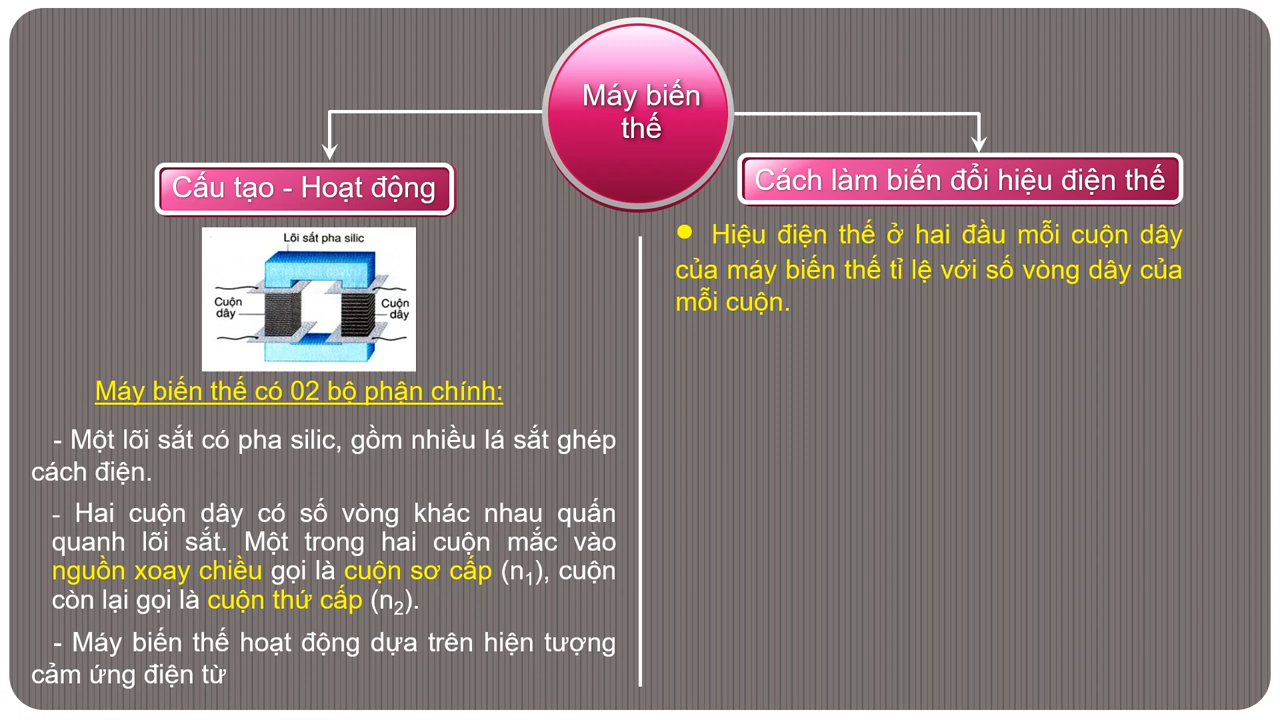 Máy biến
thế
Cấu tạo - Hoạt động
Lõi sắt pha silic
Cuộn
dây
Cuộn
dây
Máy biến thế có 02 bộ phận chính:
- Một lõi sắt có pha silic, gồm nhiều lá sắt ghép
cách điện.
- Hai cuộn dây có số vòng khác nhau quấn
quanh lõi sắt. Một trong hai cuộn mắc vào
nguồn xoay chiều gọi là cuộn sơ cấp (n₁), cuộn
còn lại gọi là cuộn thứ cấp (n₂).
- Máy biến thế hoạt động dựa trên hiện tượng
cảm ứng điện từ
Cách làm biến đổi hiệu điện thế
● Hiệu điện thế ở hai đầu mỗi cuộn dây
của máy biến thế tỉ lệ với số vòng dây của
mỗi cuộn.